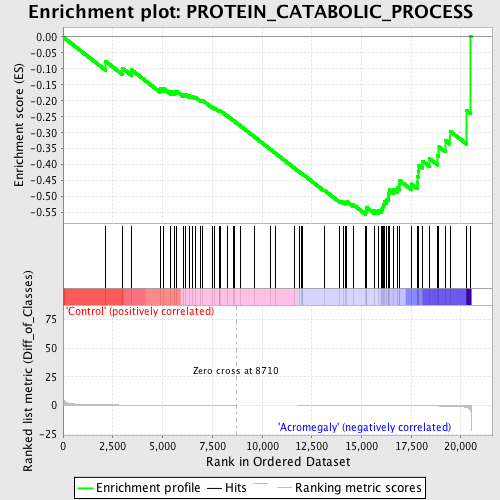 Enrichment plot: PROTEIN_CATABOLIC_PROCESS
Enrichment score (ES)
0.00
-0.05
-0.10
-0.15
-0.20
-0.25
-0.30
-0.35
-0.40
-0.45
-0.50
-0.55
Ranked list metric (Diff_of_Classes)
'Control' (positively correlated)
75
50
25
0
-25
Zero cross at 8710
'Acromegaly' (negatively correlated)
0 2,500 5,000 7,500 10,000 12,500 15,000 17,500 20,000
Rank in Ordered Dataset
Enrichment profile Hits Ranking metric scores